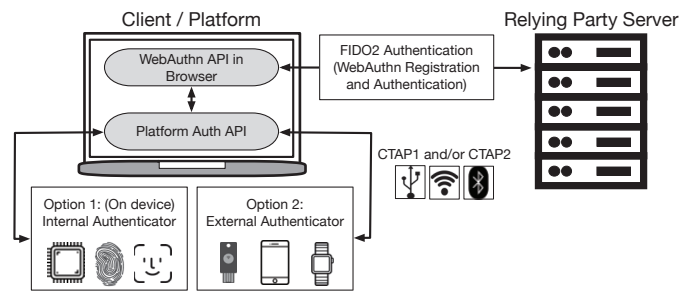 Client / Platform
Relying Party Server
WebAuthn API in
Browser
FIDO2 Authentication
(WebAuthn Registration
and Authentication)
Platform Auth API
CTAP1 and/or CTAP2
Option 1: (On device)
Internal Authenticator
Option 2:
External Authenticator